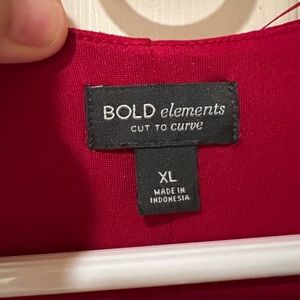 BOLD elements
CUT TO curve
XL
MADE IN
INDONESIA